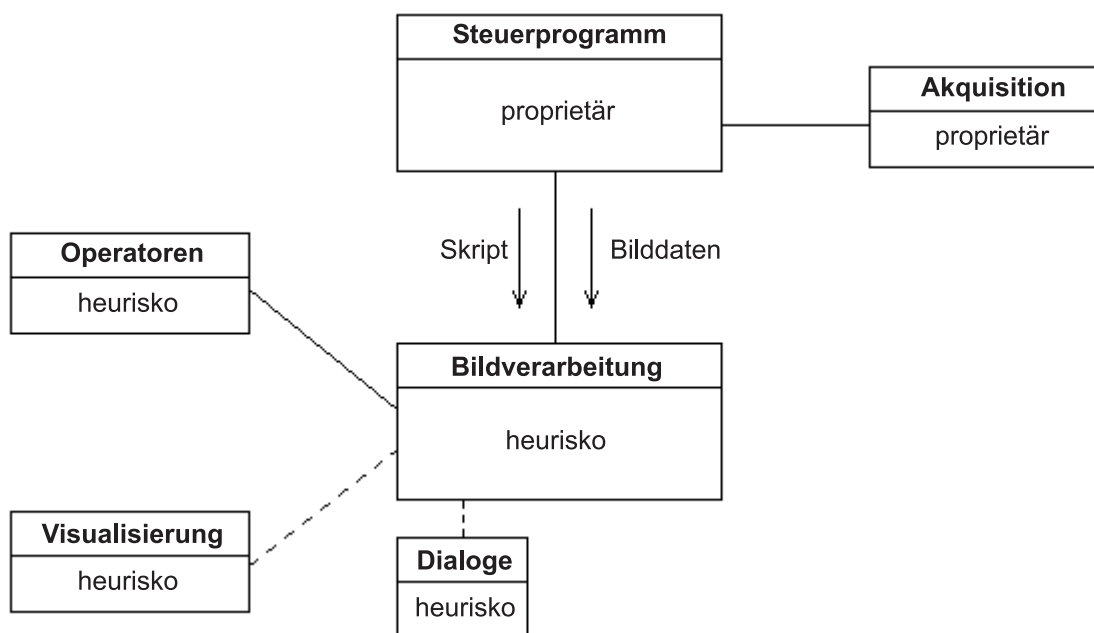 Steuerprogramm
proprietär
Akquisition
proprietär
Skript
Bilddaten
Operatoren
heurisko
Bildverarbeitung
heurisko
Visualisierung
heurisko
Dialoge
heurisko